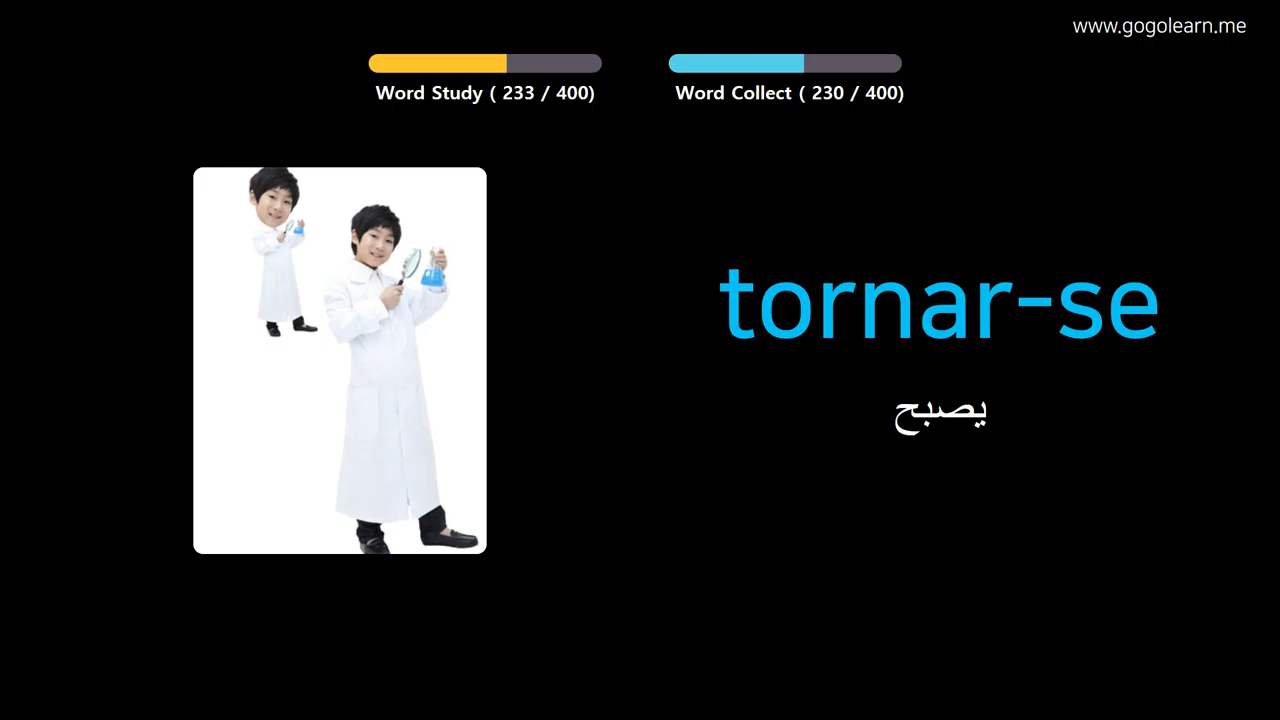 www.gogolearn.me
Word Study ( 233 / 400)
Word Collect ( 230 / 400)
tornar-se
يصبح